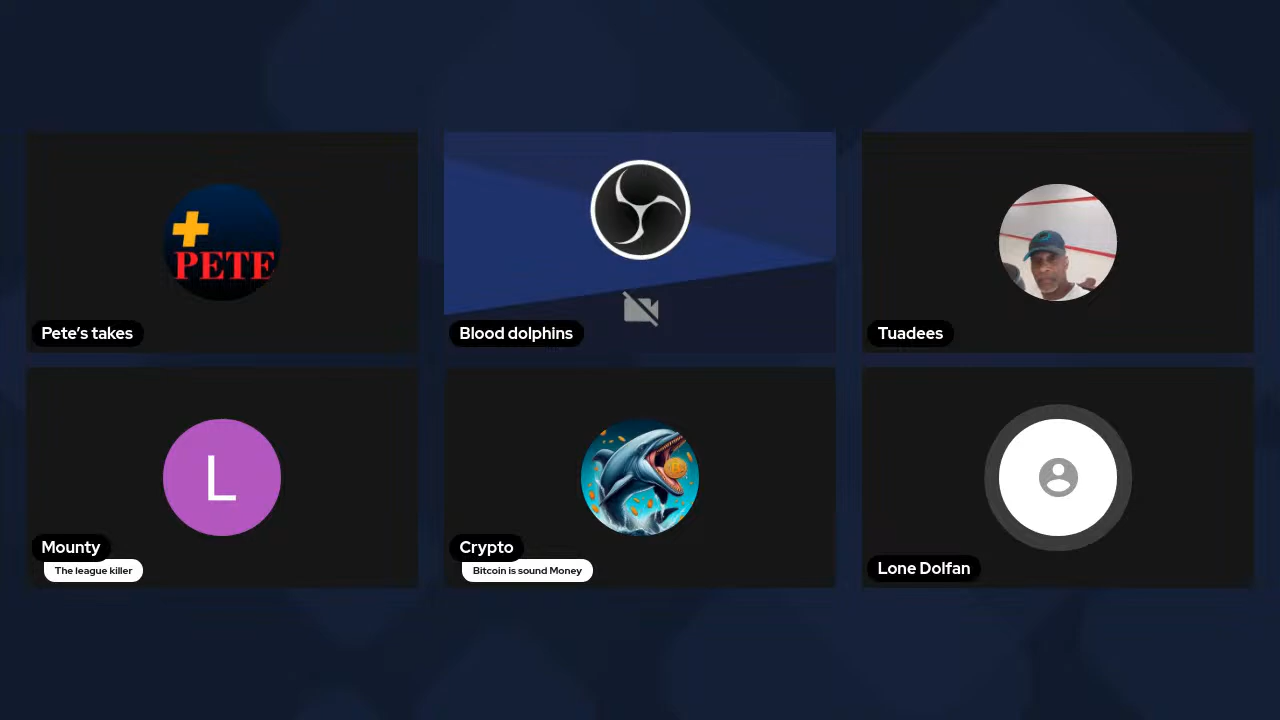 PETE
Pete's takes
Blood dolphins
Tuadees
L
Mounty
The league killer
Crypto
Bitcoin is sound Money
Lone Dolfan